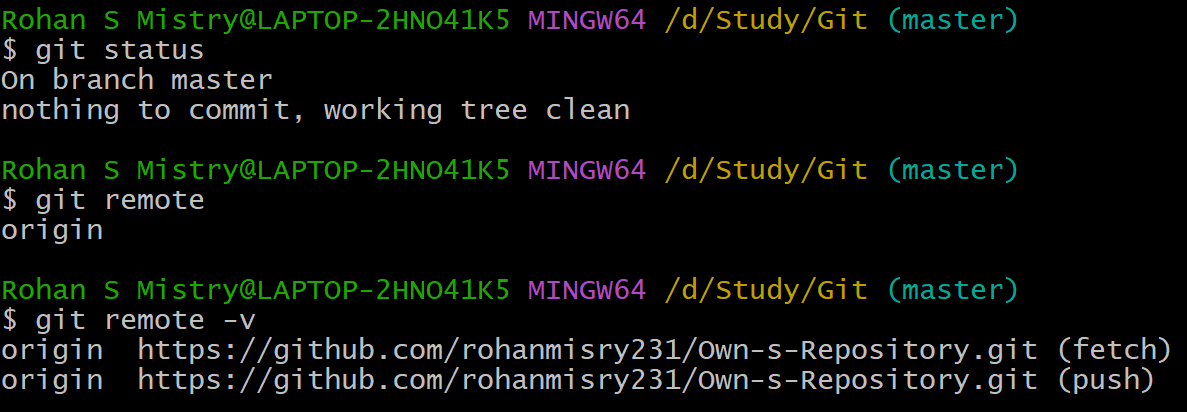 Rohan S Mistry@LAPTOP-2HNO41K5 MINGW64 /d/Study/Git (master)
$ git status
On branch master
nothing to commit, working tree clean
Rohan S Mistry@LAPTOP-2HNO41K5 MINGW64 /d/Study/Git (master)
$ git remote
origin
Rohan S Mistry@LAPTOP-2HNO41K5 MINGW64 /d/Study/Git (master)
$ git remote -v
origin  https://github.com/rohanmisry231/Own-s-Repository.git (fetch)
origin  https://github.com/rohanmisry231/Own-s-Repository.git (push)